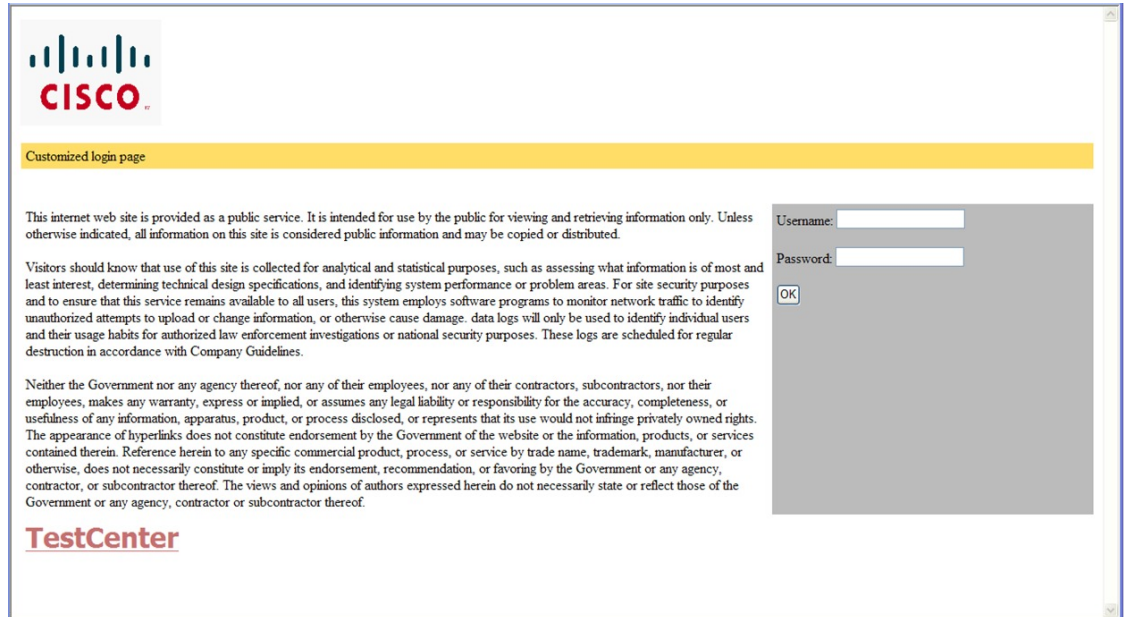 CISCO
Customized login page
This internet web site is provided as a public service. It is intended for use by the public for viewing and retrieving information only. Unless
otherwise indicated, all information on this site is considered public information and may be copied or distributed.
Username:
Visitors should know that use of this site is collected for analytical and statistical purposes, such as assessing what information is of most and
least interest, determining technical design specifications, and identifying system performance or problem areas. For site security purposes
and to ensure that this service remains available to all users, this system employs software programs to monitor network traffic to identify
unauthorized attempts to upload or change information, or otherwise cause damage. data logs will only be used to identify individual users
and their usage habits for authorized law enforcement investigations or national security purposes. These logs are scheduled for regular
destruction in accordance with Company Guidelines.
Password:
OK
Neither the Government nor any agency thereof, nor any of their employees, nor any of their contractors, subcontractors, nor their
employees, makes any warranty, express or implied, or assumes any legal liability or responsibility for the accuracy, completeness, or
usefulness of any information, apparatus, product, or process disclosed, or represents that its use would not infringe privately owned rights.
The appearance of hyperlinks does not constitute endorsement by the Government of the website or the information, products, or services
contained therein. Reference herein to any specific commercial product, process, or service by trade name, trademark, manufacturer, or
otherwise, does not necessarily constitute or imply its endorsement, recommendation, or favoring by the Government or any agency,
contractor, or subcontractor thereof. The views and opinions of authors expressed herein do not necessarily state or reflect those of the
Government or any agency, contractor or subcontractor thereof.
TestCenter